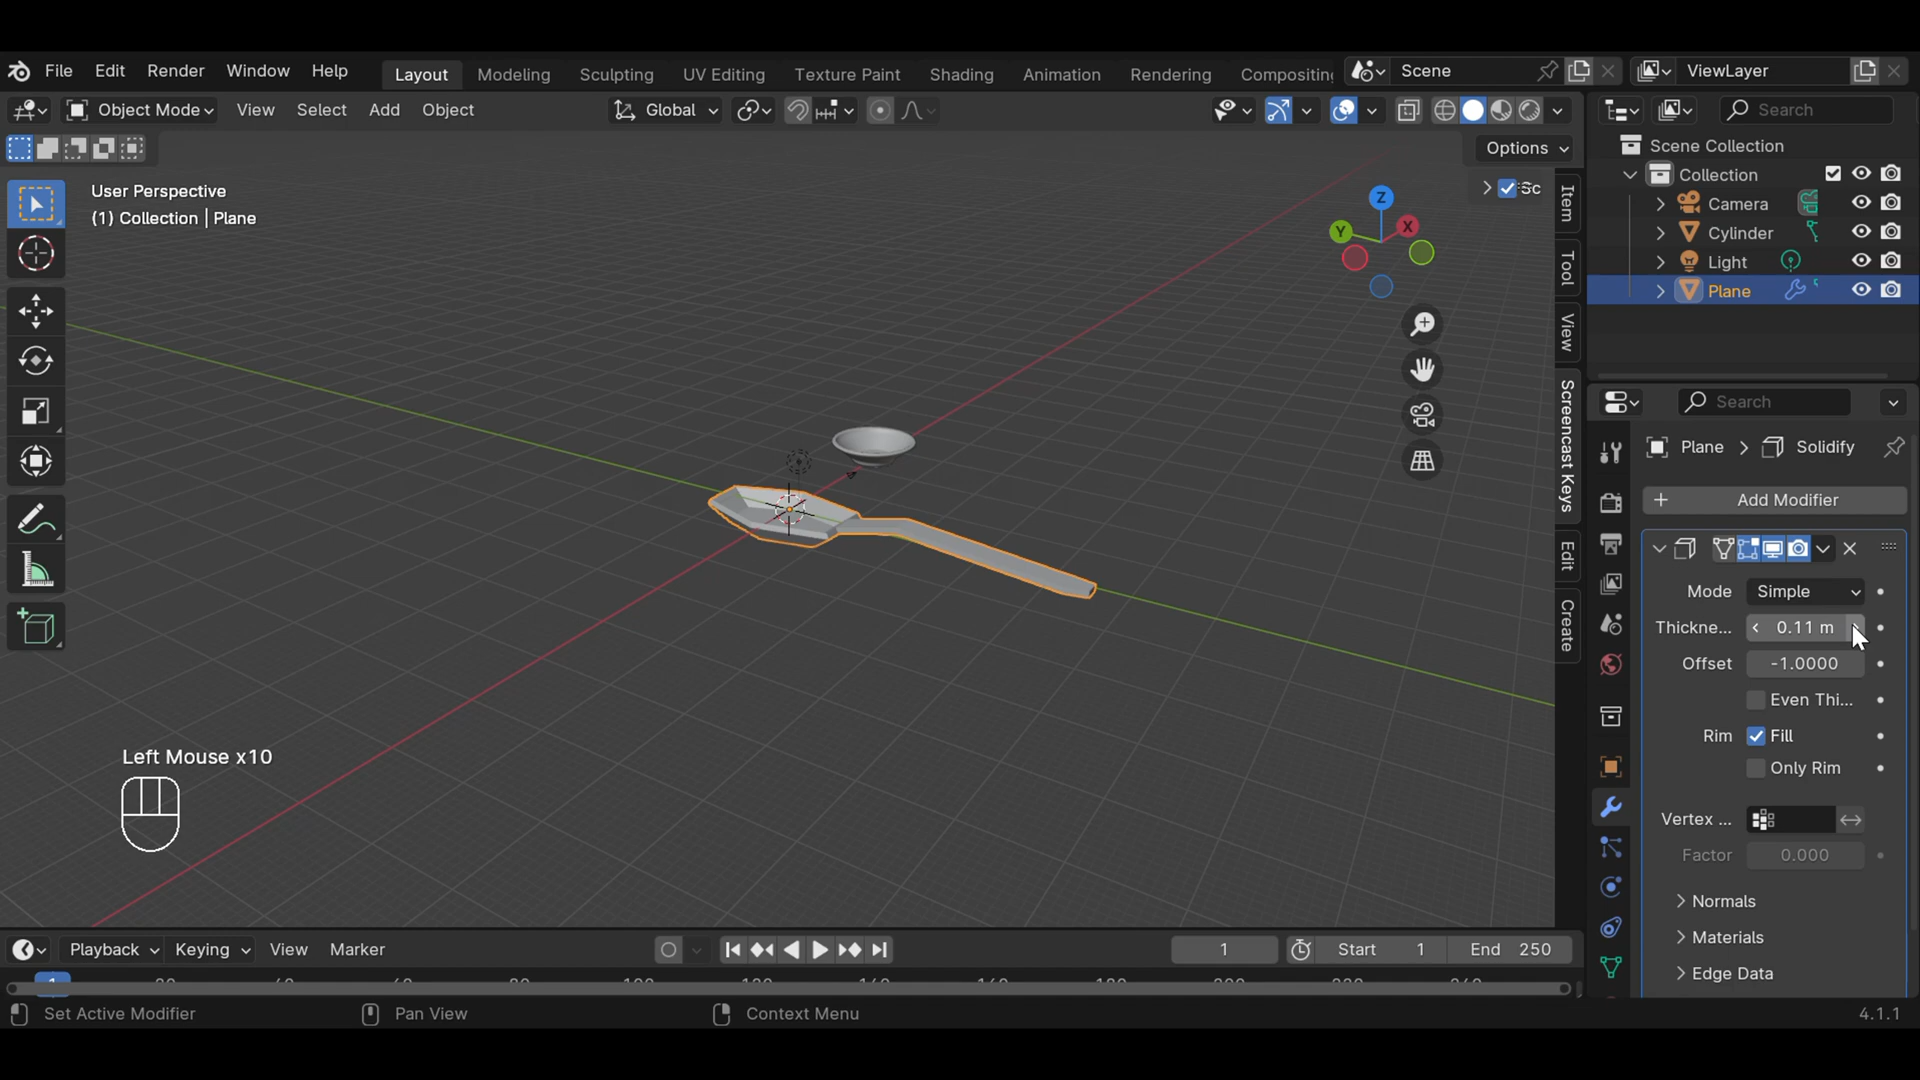 File Edit Render Window Help Layout Modeling Sculpting UV Editing Texture Paint Shading Animation Rendering Scene ViewLayer
Object Mode View Select Add Object Global Search
Options
User Perspective
(1) Collection | Plane
Z
Y
X
Item
Tool
View
Screencast Keys
Edit
Create
Scene Collection
Collection
Camera
Cylinder
Light
Plane
Search
Plane > Solidify
+ Add Modifier
Mode Simple
Thickne... 0.11 m
Offset -1.0000
Even Thi...
Rim Fill
Only Rim
Vertex ...
Factor 0.000
Normals
Materials
Edge Data
Left Mouse x10
Playback Keying View Marker 1 Start 1 End 250
Set Active Modifier Pan View Context Menu 4.1.1